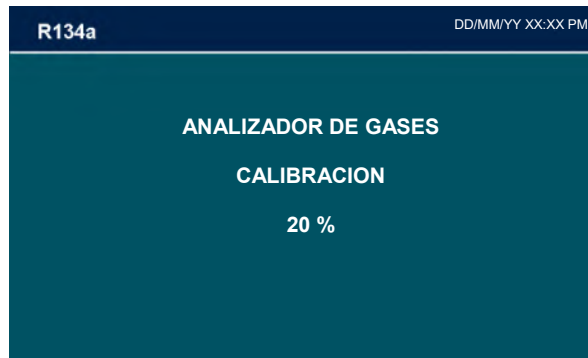 R134a
DD/MM/YY XX:XX PM
ANALIZADOR DE GASES
CALIBRACION
20 %